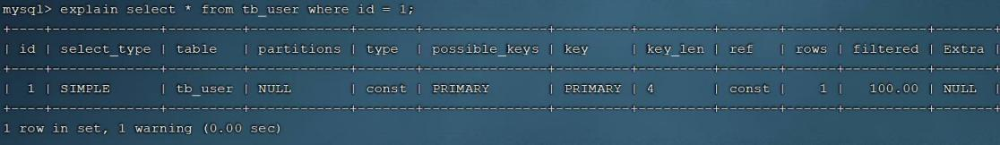 mysql> explain select * from tb_user where id = 1;
+----+-------------+---------+------------+-------+---------------+---------+---------+-------+------+----------+-------+
| id | select_type | table   | partitions | type  | possible_keys | key     | key_len | ref   | rows | filtered | Extra |
+----+-------------+---------+------------+-------+---------------+---------+---------+-------+------+----------+-------+
|  1 | SIMPLE      | tb_user | NULL       | const | PRIMARY       | PRIMARY | 4       | const |    1 |   100.00 | NULL  |
+----+-------------+---------+------------+-------+---------------+---------+---------+-------+------+----------+-------+
1 row in set, 1 warning (0.00 sec)